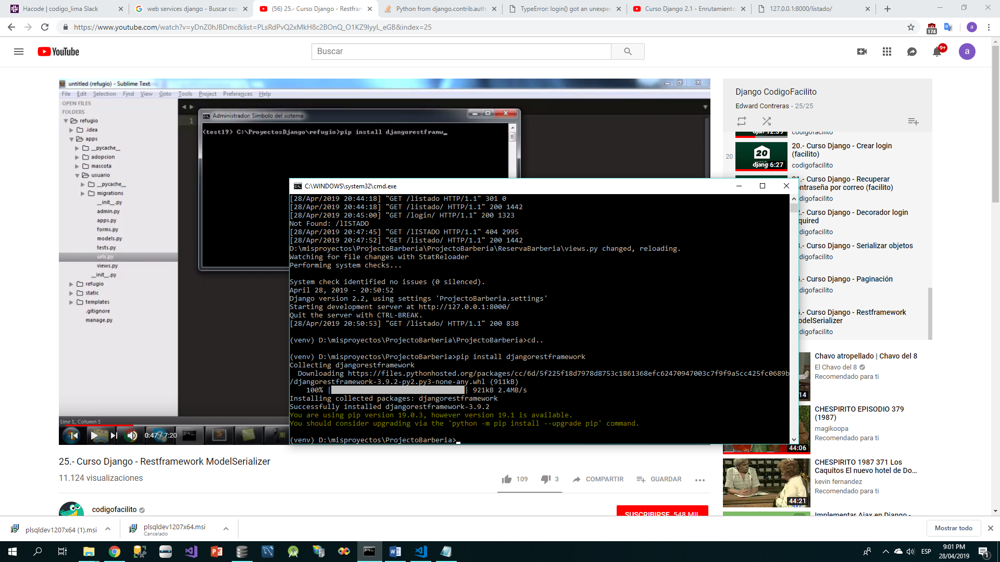 Hacode | codigo_lima Slack
web services django - Buscar con
(56) 25.- Curso Django - Restfran
Python from django.contrib.auth.
TypeError: login() got an unexpec
Curso Django 2.1 - Enrutamiento
127.0.0.1:8000/listado/
https://www.youtube.com/watch?v=yDnZ0hJBDmc&list=PLsRdPvQ2xMkH8c2BOnQ_O1KZ9IyyL_eGB&index=25
174
a
YouTube
Buscar
9+
a
untitled (refugio) - Sublime Text
File Edit Selection Find View Goto Tools Project Preferences Help
OPEN FILES
FOLDERS
refugio
.idea
apps
__pycache__
adopcion
mascota
usuario
__pycache__
migrations
__init__.py
admin.py
apps.py
forms.py
models.py
tests.py
urls.py
views.py
__init__.py
refugio
static
templates
.gitignore
manage.py
Line 1, Column 1
1
Administrador: Símbolo del sistema
(test19) C:\ProyectosDjango\refugio>pip install djangorestframw_
0:47 / 7:20
C:\WINDOWS\system32\cmd.exe
[28/Apr/2019 20:44:18] "GET /listado HTTP/1.1" 301 0
[28/Apr/2019 20:44:18] "GET /listado/ HTTP/1.1" 200 1442
[28/Apr/2019 20:45:00] "GET /login/ HTTP/1.1" 200 1323
Not Found: /lISTADO
[28/Apr/2019 20:47:45] "GET /lISTADO HTTP/1.1" 404 2995
[28/Apr/2019 20:47:52] "GET /listado/ HTTP/1.1" 200 1442
D:\misproyectos\ProjectoBarberia\ProjectoBarberia\ReservaBarberia\views.py changed, reloading.
Watching for file changes with StatReloader
Performing system checks...
System check identified no issues (0 silenced).
April 28, 2019 - 20:50:52
Django version 2.2, using settings 'ProjectoBarberia.settings'
Starting development server at http://127.0.0.1:8000/
Quit the server with CTRL-BREAK.
[28/Apr/2019 20:50:53] "GET /listado/ HTTP/1.1" 200 838
(venv) D:\misproyectos\ProjectoBarberia\ProjectoBarberia>cd..
(venv) D:\misproyectos\ProjectoBarberia>pip install djangorestframework
Collecting djangorestframework
Downloading https://files.pythonhosted.org/packages/cc/6d/5f225f18d7978d8753c1861368efc62470947003c7f9f9a5cc425fc0689b
/djangorestframework-3.9.2-py2.py3-none-any.whl (911kB)
100% | | 921kB 2.4MB/s
Installing collected packages: djangorestframework
Successfully installed djangorestframework-3.9.2
You are using pip version 19.0.3, however version 19.1 is available.
You should consider upgrading via the 'python -m pip install --upgrade pip' command.
(venv) D:\misproyectos\ProjectoBarberia>
25.- Curso Django - Restframework ModelSerializer
11.124 visualizaciones
109
3
COMPARTIR
GUARDAR
codigofacilito
SUSCRIBIRSE 548 MIL
Django CodigoFacilito
Edward Contreras - 25/25
12:39
codigofacilito
20
20
django
6:27
20.- Curso Django - Crear login
(facilito)
codigofacilito
21.- Curso Django - Recuperar
contraseña por correo (facilito)
digofacilito
2.- Curso Django - Decorador login
quired
digofacilito
3.- Curso Django - Serializar objetos
digofacilito
4.- Curso Django - Paginación
digofacilito
5.- Curso Django - Restframework
odelSerializer
digofacilito
14
Chavo atropellado | Chavo del 8
El Chavo del 8
Recomendado para ti
44:06
CHESPIRITO EPISODIO 379
(1987)
magikoopa
Recomendado para ti
44:21
CHESPIRITO 1987 371 Los
Caquitos El nuevo hotel de Do...
kevin fernandez
Recomendado para ti
Implementar Ajax en Django -
plsqldev1207x64 (1).msi
plsqldev1207x64.msi
Cancelado
Mostrar todo
ESP
9:01 PM
28/04/2019
1